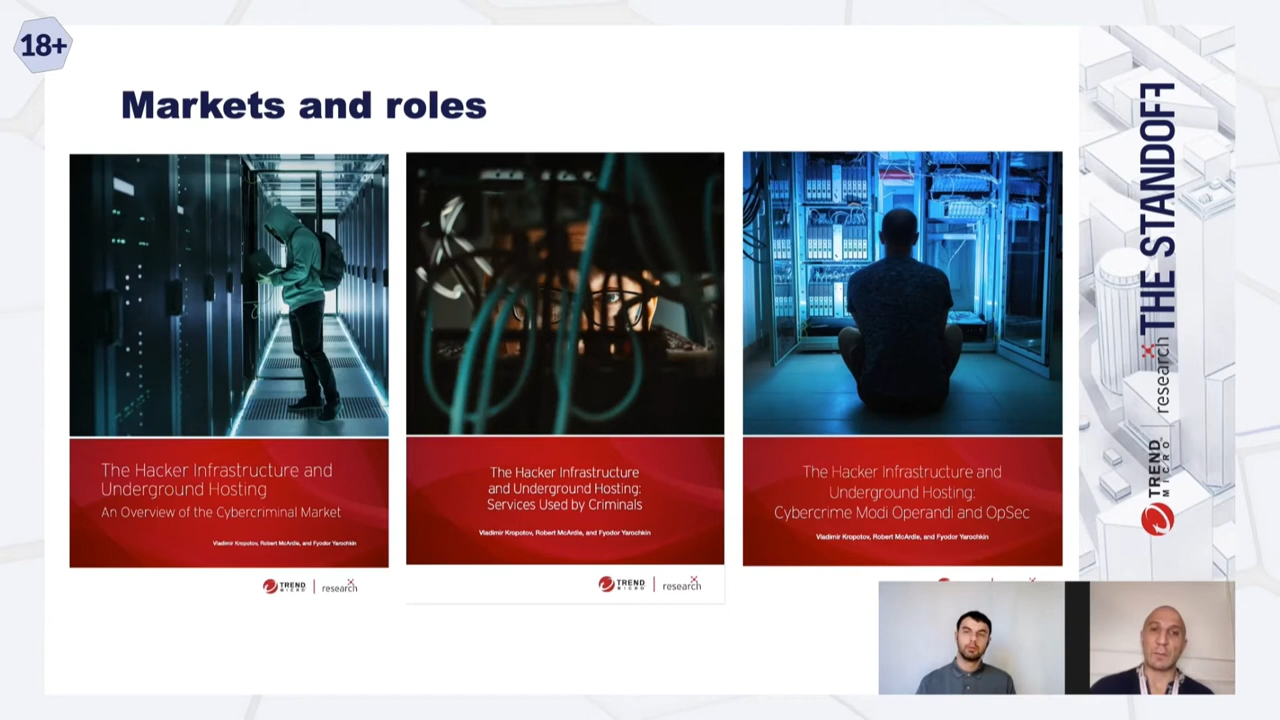 18+
Markets and roles
The Hacker Infrastructure and
Underground Hosting
An Overview of the Cybercriminal Market
Vladimir Kropotov, Robert McArdle, and Fyodor Yarochkin
TREND MICRO | research
The Hacker Infrastructure
and Underground Hosting:
Services Used by Criminals
Vladimir Kropotov, Robert McArdle, and Fyodor Yarochkin
TREND MICRO | research
The Hacker Infrastructure and
Underground Hosting:
Cybercrime Modi Operandi and OpSec
Vladimir Kropotov, Robert McArdle, and Fyodor Yarochkin
TREND MICRO | research
THE STANDOFF